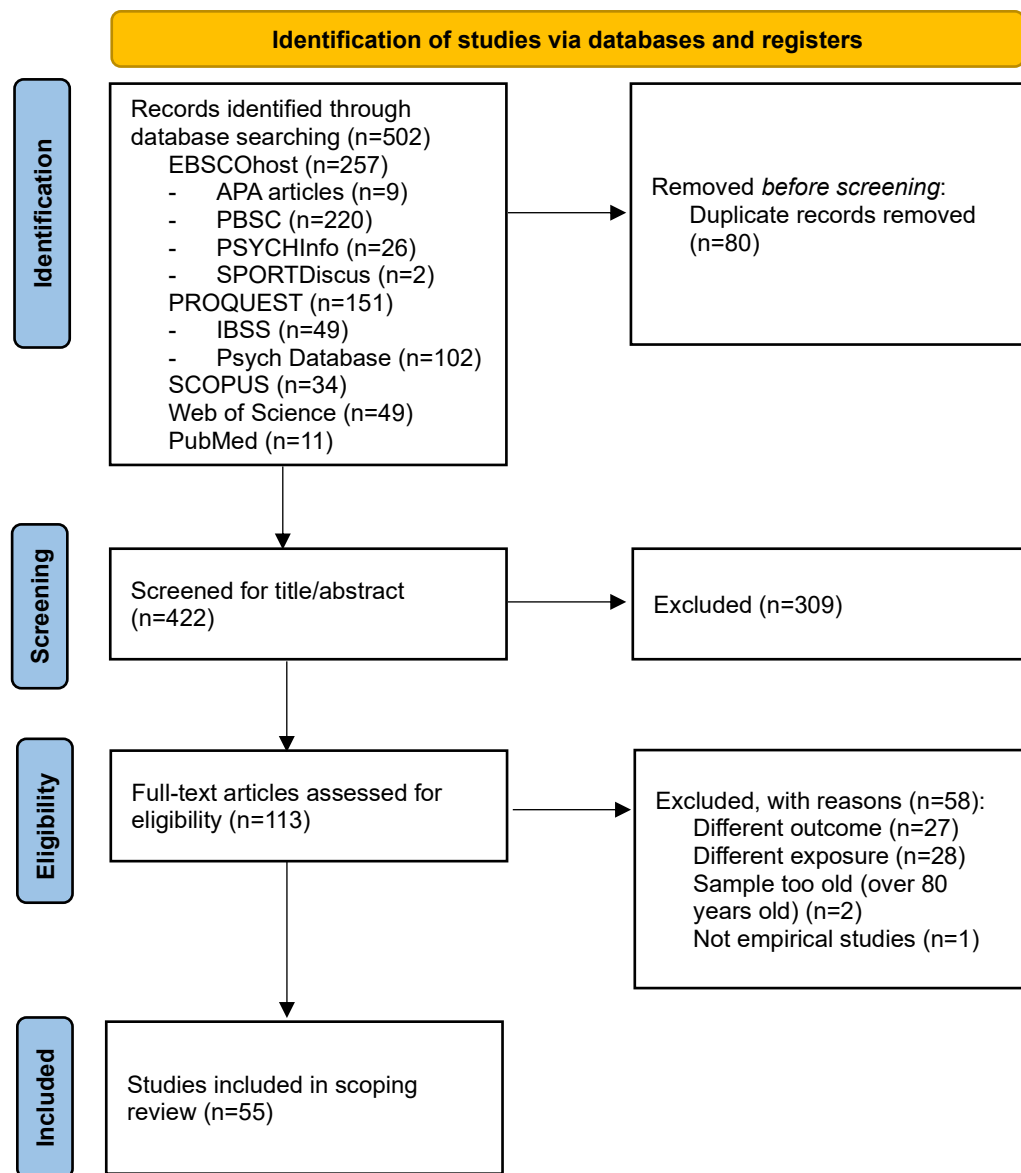 Identification of studies via databases and registers
Identification
Records identified through
database searching (n=502)
EBSCOhost (n=257)
- APA articles (n=9)
- PBSC (n=220)
- PSYCHInfo (n=26)
- SPORTDiscus (n=2)
PROQUEST (n=151)
- IBSS (n=49)
- Psych Database (n=102)
SCOPUS (n=34)
Web of Science (n=49)
PubMed (n=11)
Removed before screening:
Duplicate records removed
(n=80)
Screening
Screened for title/abstract
(n=422)
Excluded (n=309)
Eligibility
Full-text articles assessed for
eligibility (n=113)
Excluded, with reasons (n=58):
Different outcome (n=27)
Different exposure (n=28)
Sample too old (over 80
years old) (n=2)
Not empirical studies (n=1)
Included
Studies included in scoping
review (n=55)